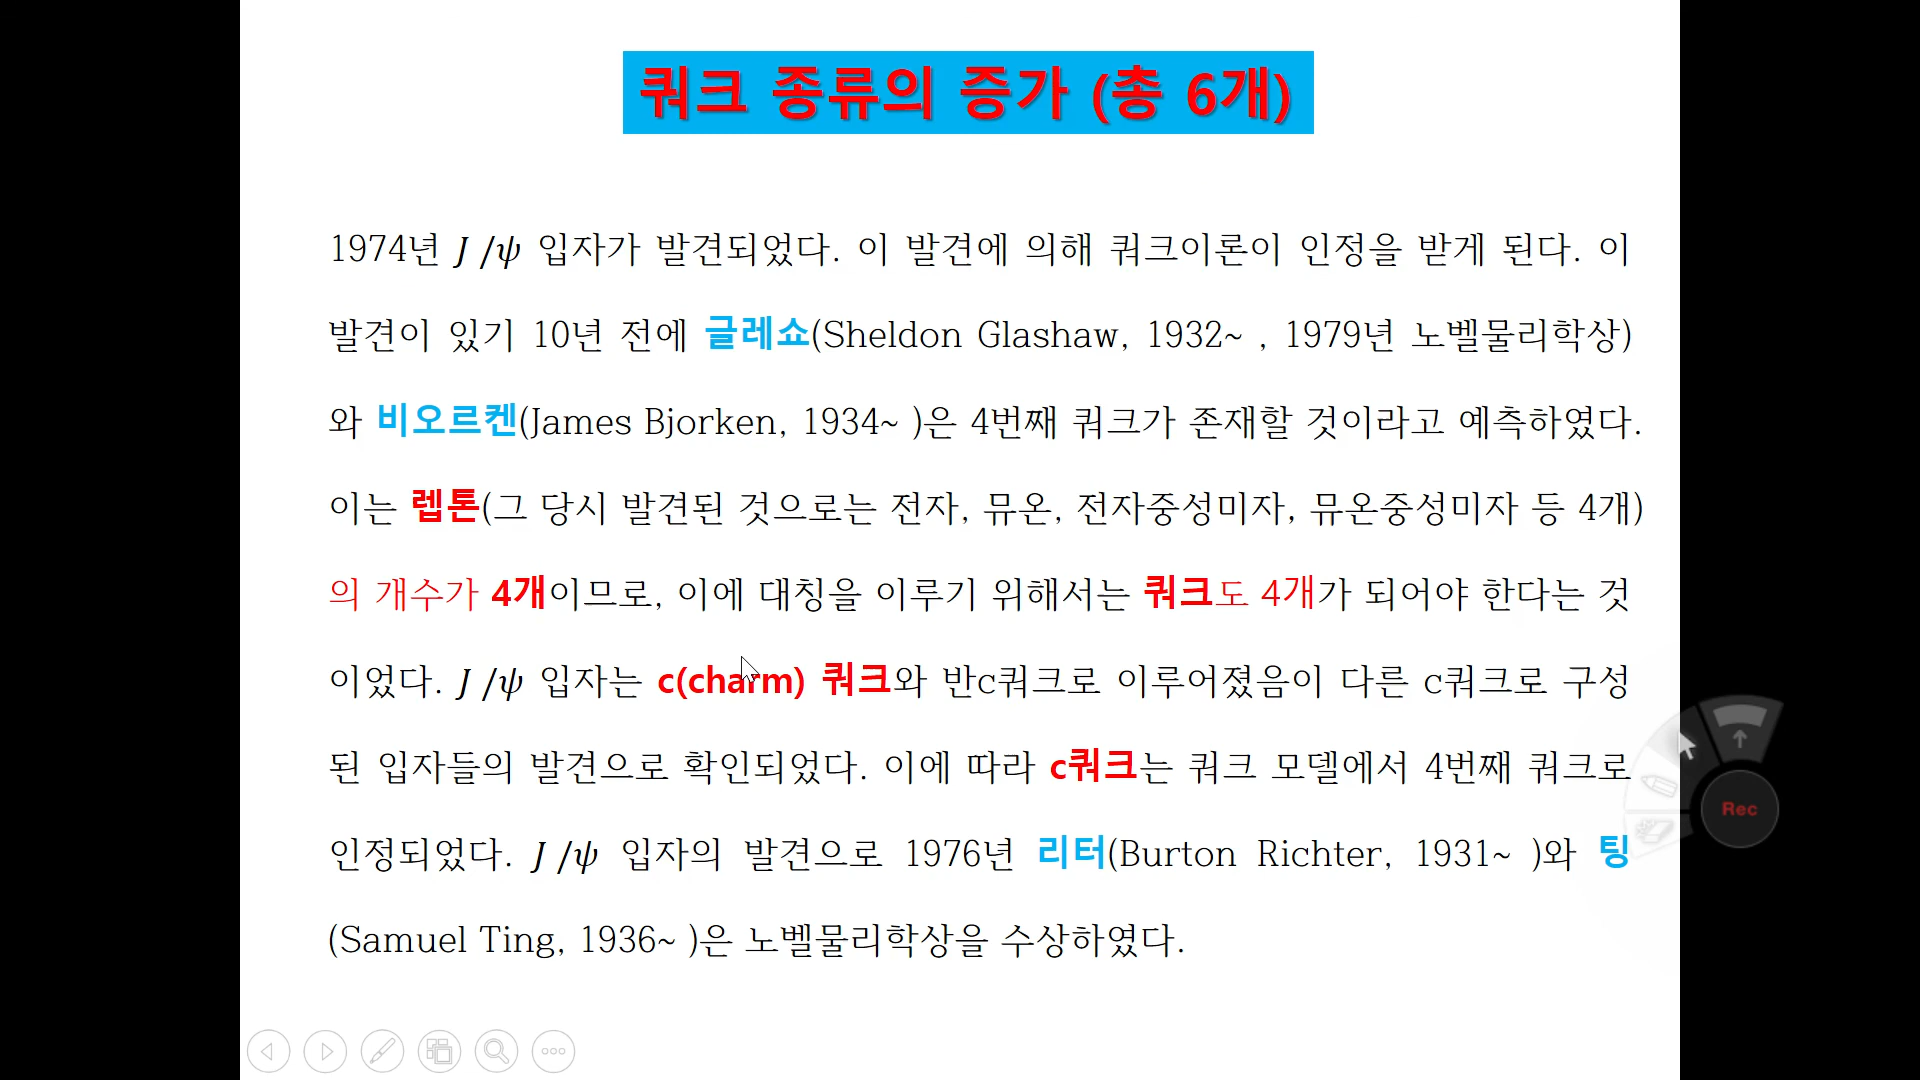 쿼크 종류의 증가 (총 6개)
1974년 J/ψ 입자가 발견되었다. 이 발견에 의해 쿼크이론이 인정을 받게 된다. 이
발견이 있기 10년 전에 글레쇼(Sheldon Glashaw, 1932~ , 1979년 노벨물리학상)
와 비오르켄(James Bjorken, 1934~ )은 4번째 쿼크가 존재할 것이라고 예측하였다.
이는 렙톤(그 당시 발견된 것으로는 전자, 뮤온, 전자중성미자, 뮤온중성미자 등 4개)
의 개수가 4개이므로, 이에 대칭을 이루기 위해서는 쿼크도 4개가 되어야 한다는 것
이었다. J/ψ 입자는 c(charm) 쿼크와 반c쿼크로 이루어졌음이 다른 c쿼크로 구성
된 입자들의 발견으로 확인되었다. 이에 따라 c쿼크는 쿼크 모델에서 4번째 쿼크로
인정되었다. J/ψ 입자의 발견으로 1976년 리터(Burton Richter, 1931~ )와 팅
(Samuel Ting, 1936~ )은 노벨물리학상을 수상하였다.
Rec